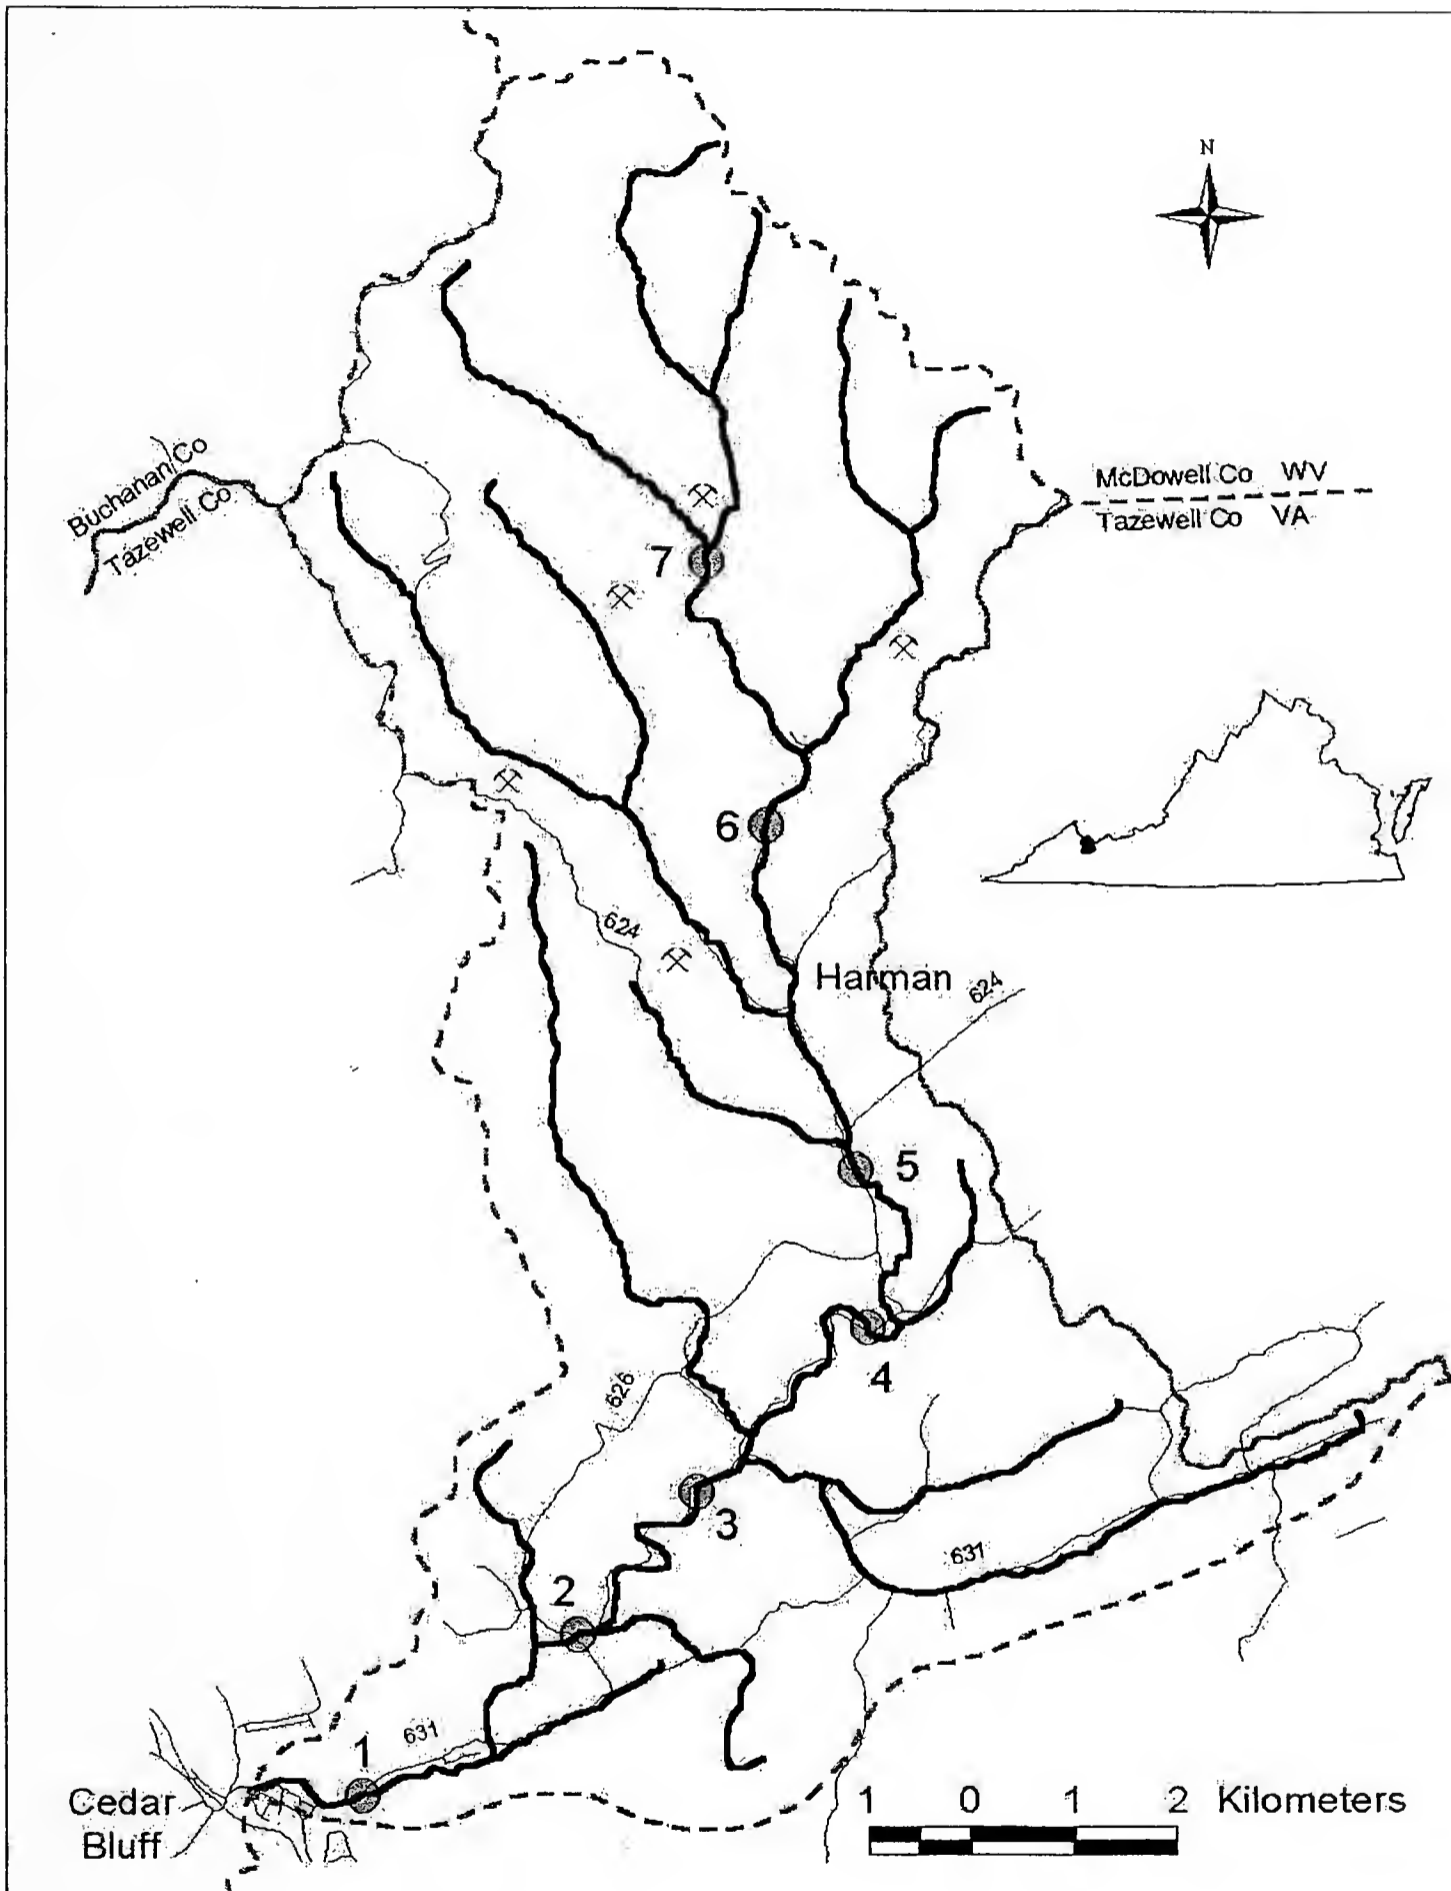 N
Buchanan Co
Tazewell Co
McDowell Co WV
Tazewell Co VA
7
6
624
Harman
624
5
4
626
3
631
2
631
1
Cedar
Bluff
1 0 1 2 Kilometers